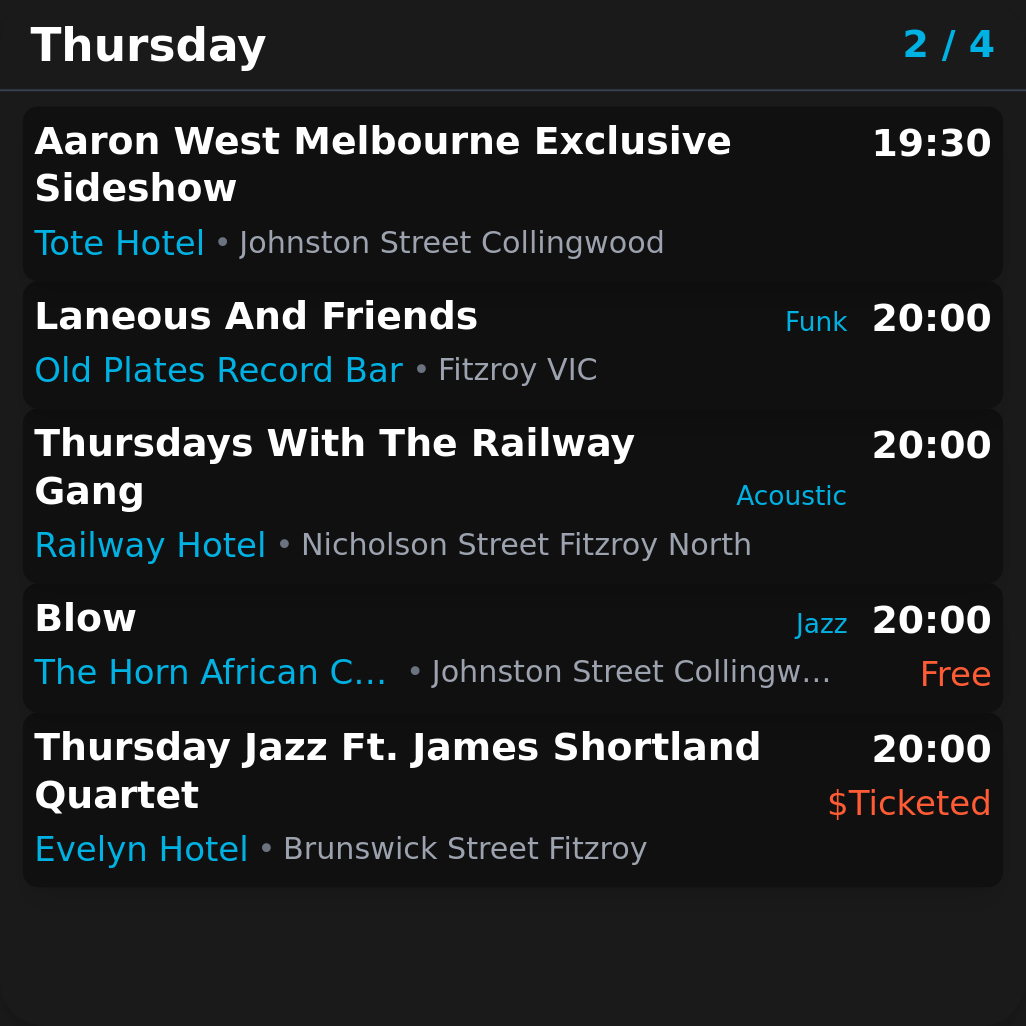 Thursday 2 / 4
Aaron West Melbourne Exclusive 19:30
Sideshow
Tote Hotel • Johnston Street Collingwood
Laneous And Friends Funk 20:00
Old Plates Record Bar • Fitzroy VIC
Thursdays With The Railway 20:00
Gang Acoustic
Railway Hotel • Nicholson Street Fitzroy North
Blow Jazz 20:00
The Horn African C... • Johnston Street Collingw... Free
Thursday Jazz Ft. James Shortland 20:00
Quartet $Ticketed
Evelyn Hotel • Brunswick Street Fitzroy